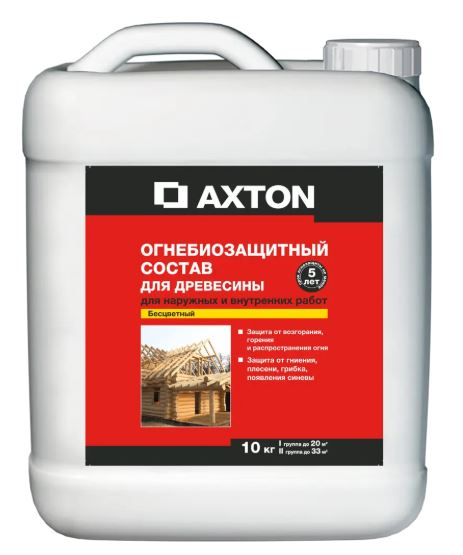 AXTON
ОГНЕБИОЗАЩИТНЫЙ
СОСТАВ
ДЛЯ ДРЕВЕСИНЫ
для наружных и внутренних работ
Бесцветный
5
лет
Защита от возгорания,
горения
и распространения огня
Защита от гниения,
плесени, грибка,
появления синевы
10 кг
I группа до 20 м²
II группа до 33 м²